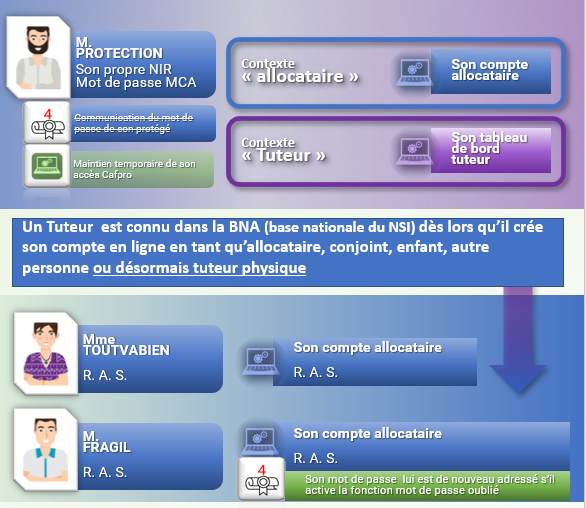 M.
PROTECTION
Son propre NIR
Mot de passe MCA
4
Communication du mot de
passe de son protégé
Maintien temporaire de son
accès Cafpro
Contexte
« allocataire »
Son compte
allocataire
Contexte
« Tuteur »
Son tableau
de bord
tuteur
Un Tuteur est connu dans la BNA (base nationale du NSI) dès lors qu'il crée
son compte en ligne en tant qu'allocataire, conjoint, enfant, autre
personne ou désormais tuteur physique
Mme
TOUTVABIEN
R. A. S.
Son compte allocataire
R. A. S.
M.
FRAGIL
R. A. S.
Son compte allocataire
R. A. S.
4
Son mot de passe lui est de nouveau adressé s'il
active la fonction mot de passe oublié